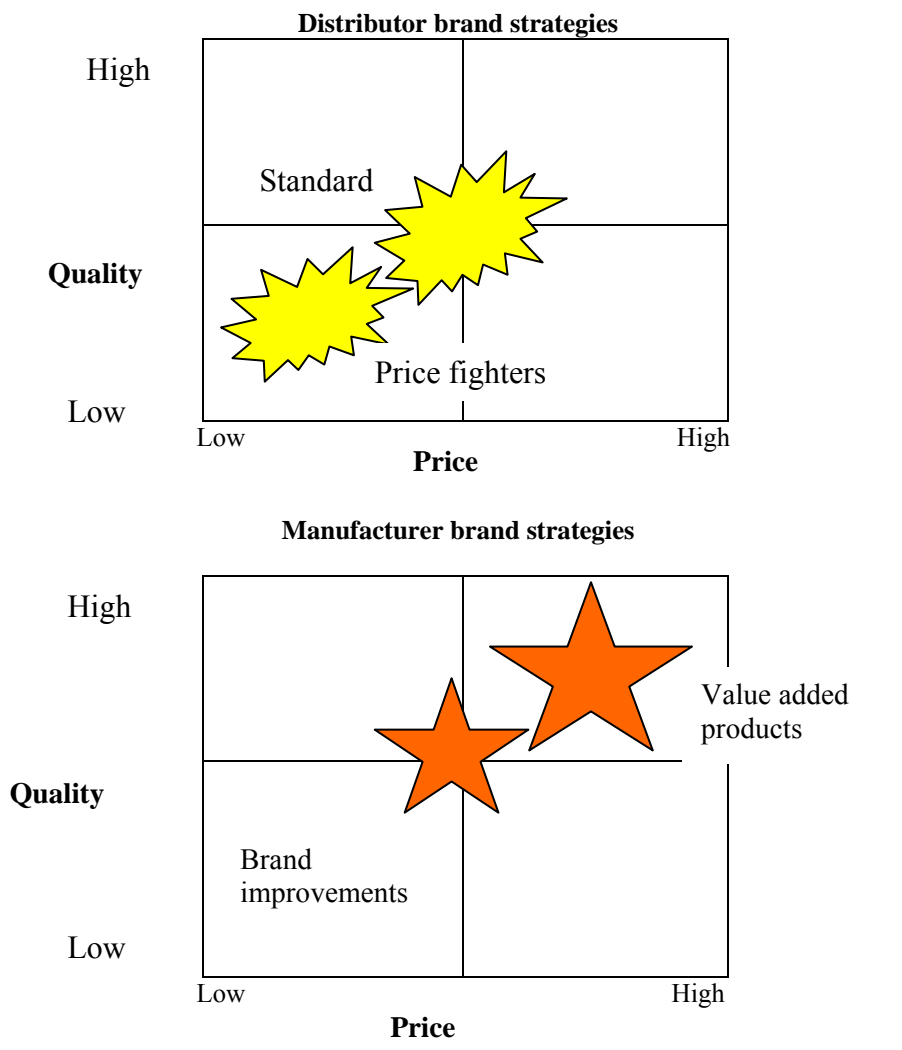 Distributor brand strategies
High
Standard
Quality
Price fighters
Low
Low
High
Price
Manufacturer brand strategies
High
Value added
products
Quality
Brand
improvements
Low
Low
High
Price